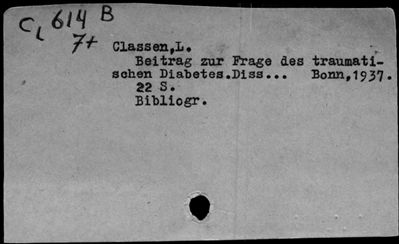 CL 614 B
7+
Classen,L.
Beitrag zur Frage des traumati-
schen Diabetes.Diss... Bonn,1937.
22 S.
Bibliogr.